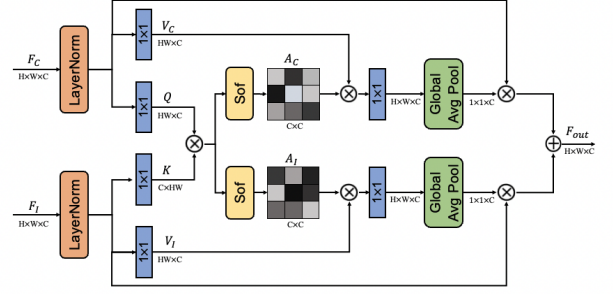 F_C
H×W×C
LayerNorm
1×1
V_C
HW×C
1×1
Q
HW×C
Sof
A_C
C×C
1×1
H×W×C
Global
Avg Pool
1×1×C
F_out
H×W×C
F_I
H×W×C
LayerNorm
1×1
K
C×HW
1×1
V_I
HW×C
Sof
A_I
C×C
1×1
H×W×C
Global
Avg Pool
1×1×C